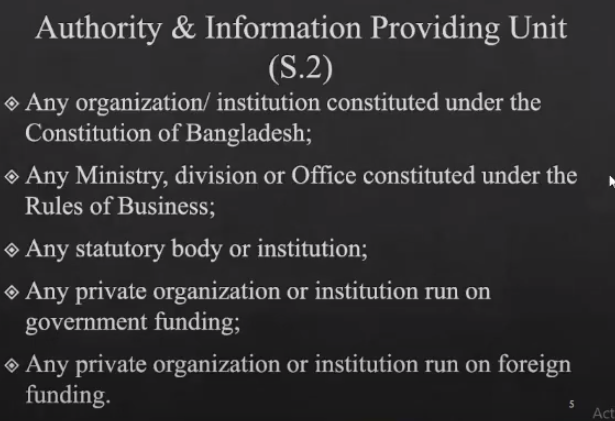 Authority & Information Providing Unit
(S.2)
◈ Any organization/ institution constituted under the
Constitution of Bangladesh;
◈ Any Ministry, division or Office constituted under the
Rules of Business;
◈ Any statutory body or institution;
◈ Any private organization or institution run on
government funding;
◈ Any private organization or institution run on foreign
funding.
5
Act